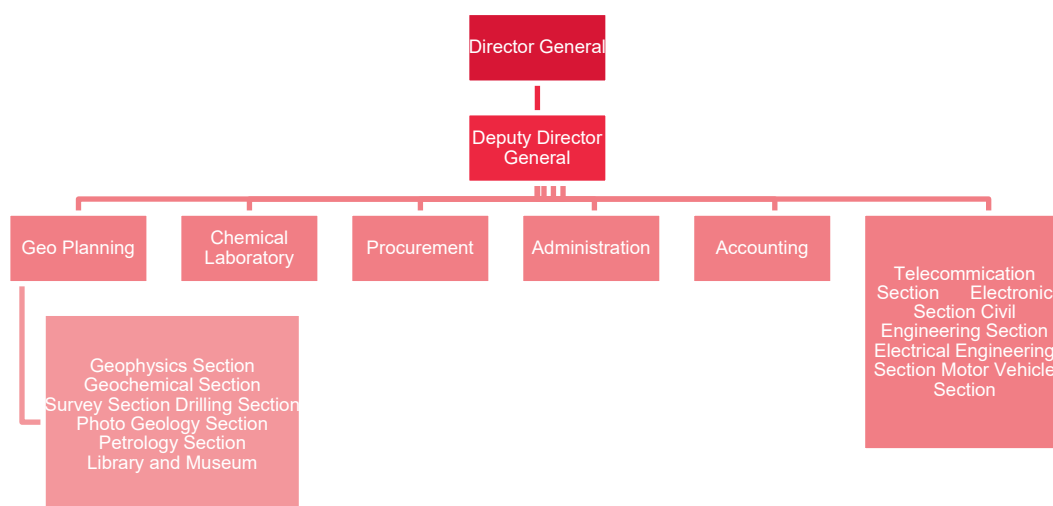 Director General
Deputy Director
General
Geo Planning
Chemical
Laboratory
Procurement
Administration
Accounting
Telecommication
Section Electronic
Section Civil
Engineering Section
Electrical Engineering
Section Motor Vehicle
Section
Geophysics Section
Geochemical Section
Survey Section Drilling Section
Photo Geology Section
Petrology Section
Library and Museum